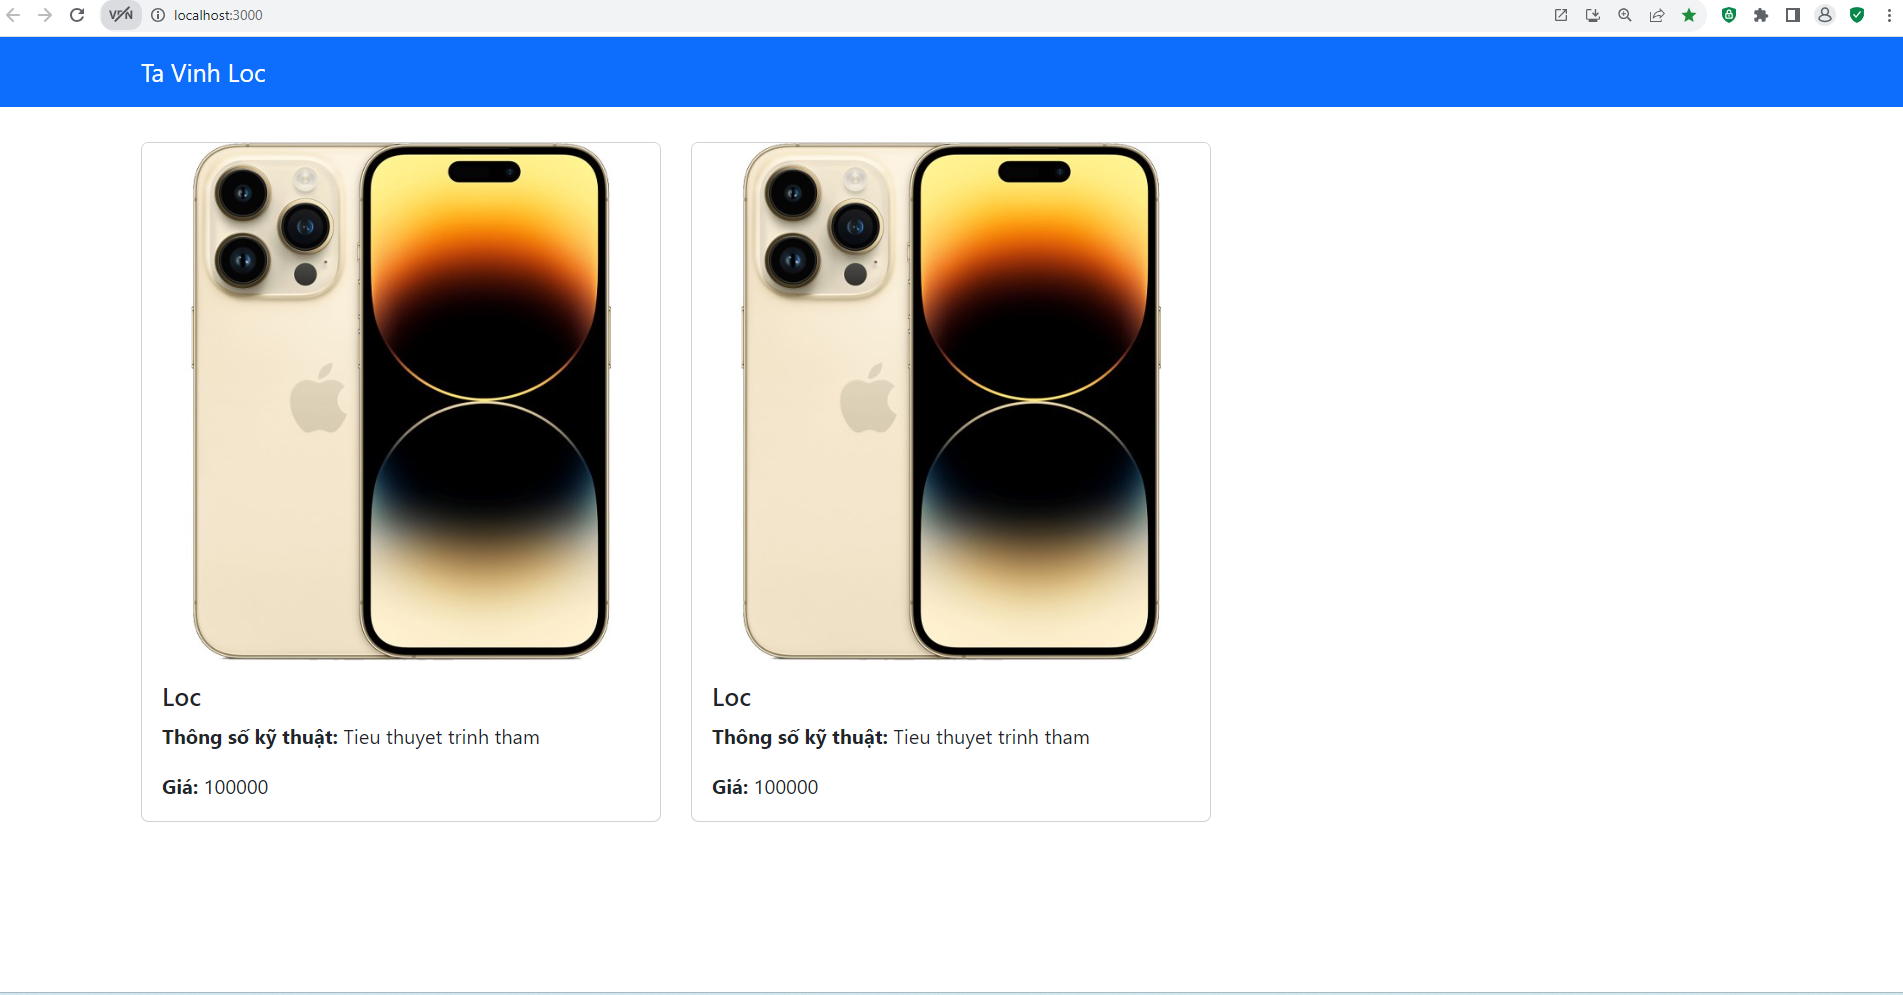 VPN
localhost:3000
Ta Vinh Loc
Loc
Thông số kỹ thuật: Tieu thuyet trinh tham
Giá: 100000
Loc
Thông số kỹ thuật: Tieu thuyet trinh tham
Giá: 100000